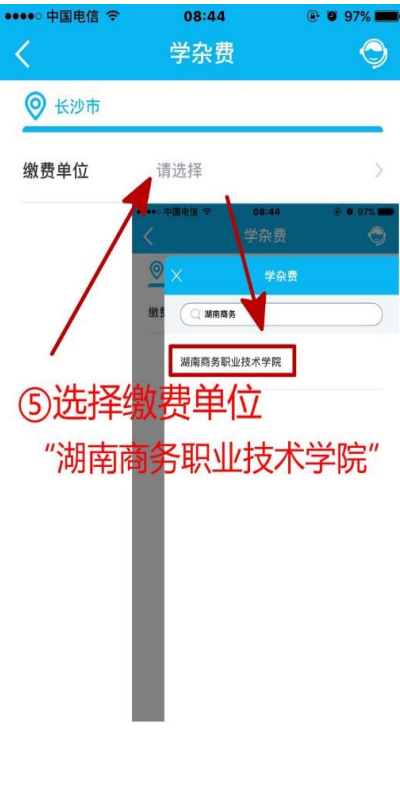 中国电信 08:44 97%
学杂费
长沙市
缴费单位 请选择
中国电信 08:44 97%
学杂费
学杂费
缴费
湖南商务
湖南商务职业技术学院
⑤选择缴费单位
“湖南商务职业技术学院”